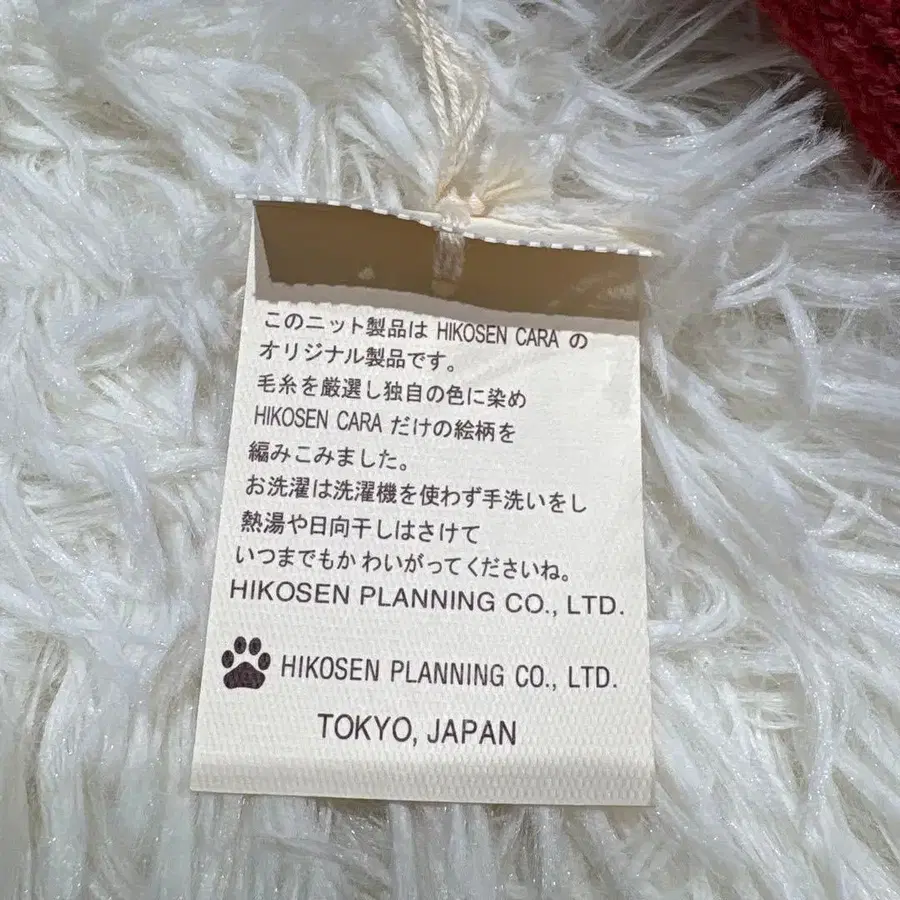 このニット製品は HIKOSEN CARA の
オリジナル製品です。
毛糸を厳選し独自の色に染め
HIKOSEN CARA だけの絵柄を
編みこみました。
お洗濯は洗濯機を使わず手洗いをし
熱湯や日向干しはさけて
いつまでもかわいがってくださいね。
HIKOSEN PLANNING CO., LTD.
HIKOSEN PLANNING CO., LTD.
TOKYO, JAPAN